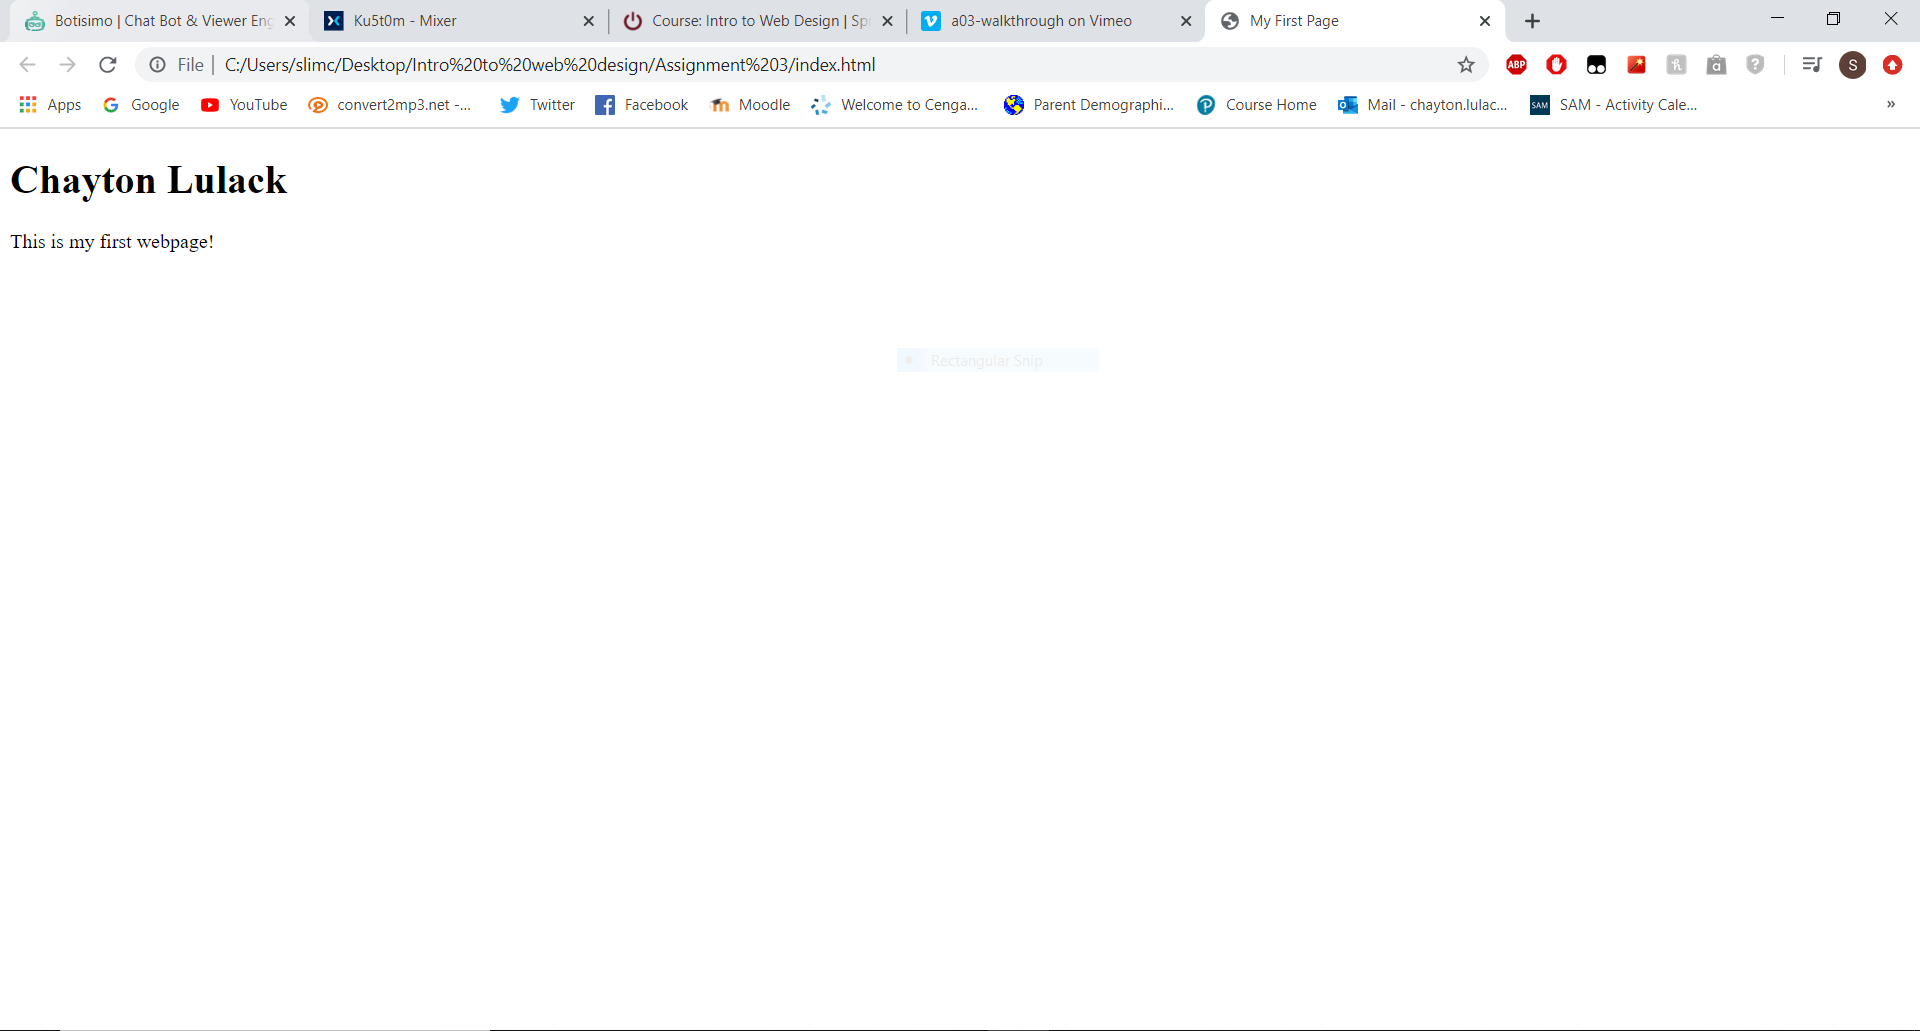 Botisimo | Chat Bot & Viewer Eng
Ku5t0m - Mixer
Course: Intro to Web Design | Spr
a03-walkthrough on Vimeo
My First Page
File | C:/Users/slimc/Desktop/Intro%20to%20web%20design/Assignment%203/index.html
ABP
a
?
S
Apps
Google
YouTube
convert2mp3.net -...
Twitter
Facebook
Moodle
Welcome to Cenga...
Parent Demographi...
Course Home
Mail - chayton.lulac...
SAM
SAM - Activity Cale...
»
Chayton Lulack
This is my first webpage!
Rectangular Snip